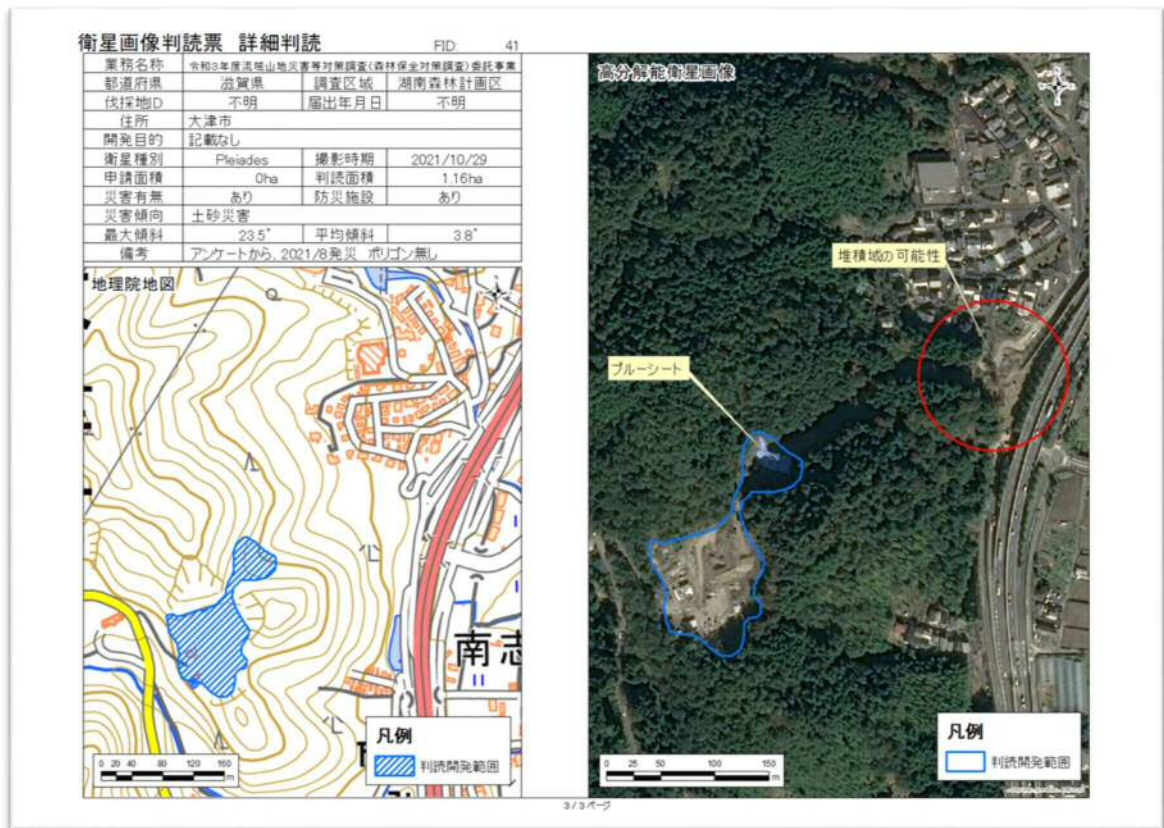 衛星画像判読票 詳細判読 FID: 41
業務名称 令和3年度流域山地災害等対策調査(森林保全対策調査)委託事業
都道府県 滋賀県 調査区域 湖南森林計画区
伐採地ID 不明 届出年月日 不明
住所 大津市
開発目的 記載なし
衛星種別 Pleiades 撮影時期 2021/10/29
申請面積 0ha 判読面積 1.16ha
災害有無 あり 防災施設 あり
災害傾向 土砂災害
最大傾斜 23.5° 平均傾斜 3.8°
備考 アンケートから、2021/8発災 ポリゴン無し
地理院地図
南志
凡例
判読開発範囲
0 20 40 80 120 160
m
高分解能衛星画像
堆積域の可能性
ブルーシート
凡例
判読開発範囲
0 25 50 100 150
m
3/3ページ